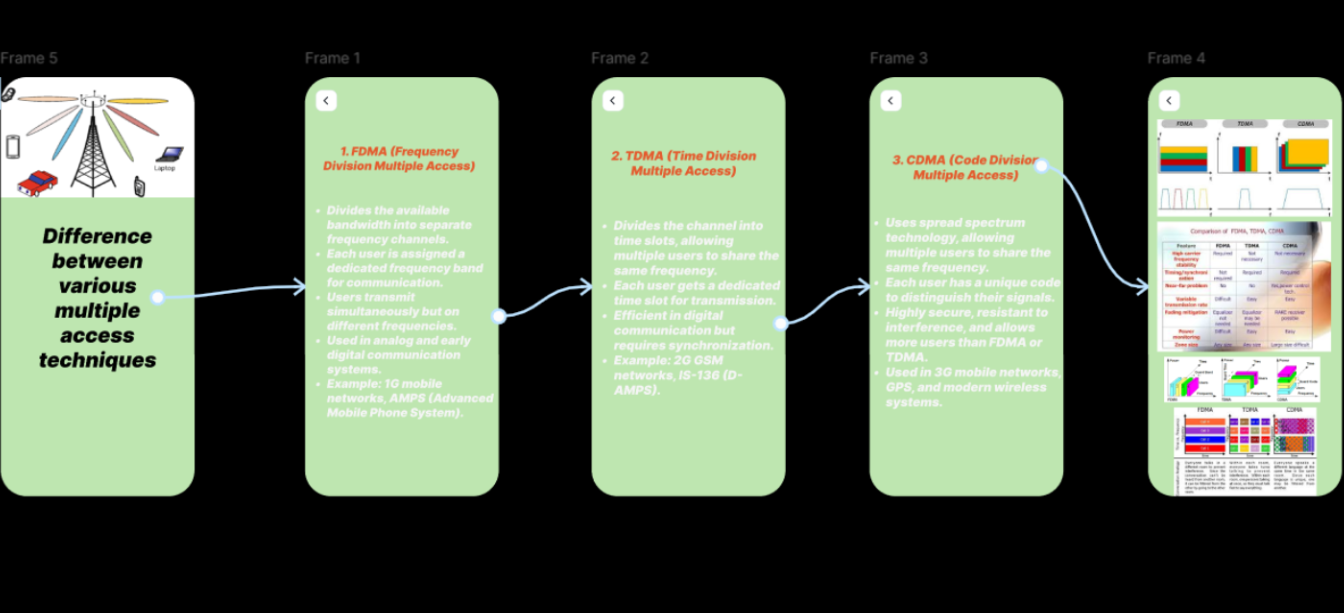 Frame 5
Laptop
Difference
between
various
multiple
access
techniques
Frame 1
1. FDMA (Frequency
Division Multiple Access)
• Divides the available
bandwidth into separate
frequency channels.
• Each user is assigned a
dedicated frequency band
for communication.
• Users transmit
simultaneously but on
different frequencies.
• Used in analog and early
digital communication
systems.
• Example: 1G mobile
networks, AMPS (Advanced
Mobile Phone System).
Frame 2
2. TDMA (Time Division
Multiple Access)
• Divides the channel into
time slots, allowing
multiple users to share the
same frequency.
• Each user gets a dedicated
time slot for transmission.
• Efficient in digital
communication but
requires synchronization.
• Example: 2G GSM
networks, IS-136 (D-
AMPS).
Frame 3
3. CDMA (Code Division
Multiple Access)
• Uses spread spectrum
technology, allowing
multiple users to share the
same frequency.
• Each user has a unique code
to distinguish their signals.
• Highly secure, resistant to
interference, and allows
more users than FDMA or
TDMA.
• Used in 3G mobile networks,
GPS, and modern wireless
systems.
Frame 4
FDMA TDMA CDMA
Comparison of FDMA, TDMA, CDMA
Feature FDMA TDMA CDMA
High carrier frequency stability Required Not necessary Not necessary
Timing/synchronization Not required Required Required
Near-far problem No No
Variable transmission rate Difficult Easy Easy
Fading mitigation Equalizer not needed Equalizer may be needed RAKE receiver possible
Power monitoring Difficult Easy Easy
Zone size Any size Any size Large size difficult
FDMA TDMA CDMA